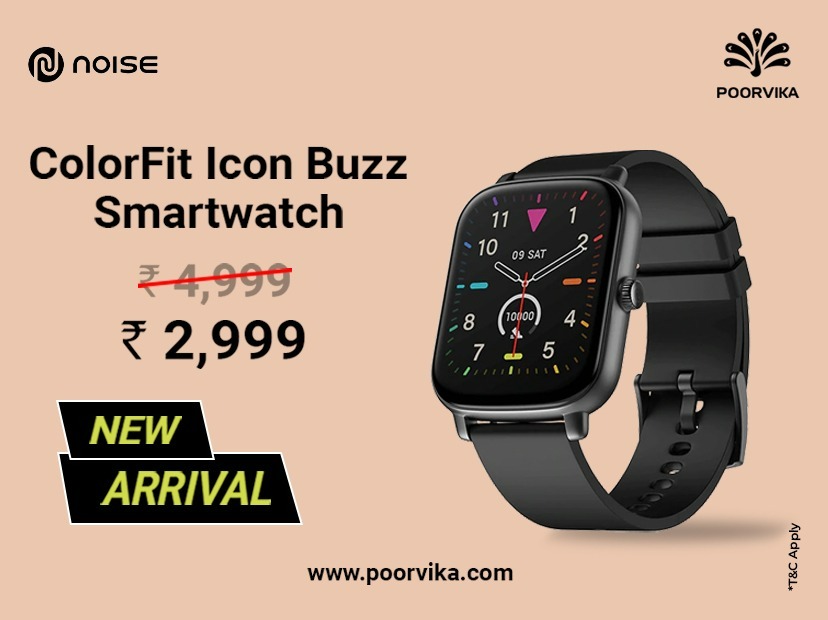 NOISE
POORVIKA
ColorFit Icon Buzz
Smartwatch
₹ 4,999
₹ 2,999
NEW
ARRIVAL
11
1
10
2
09 SAT
8
10000
4
7
5
www.poorvika.com
*T&C Apply